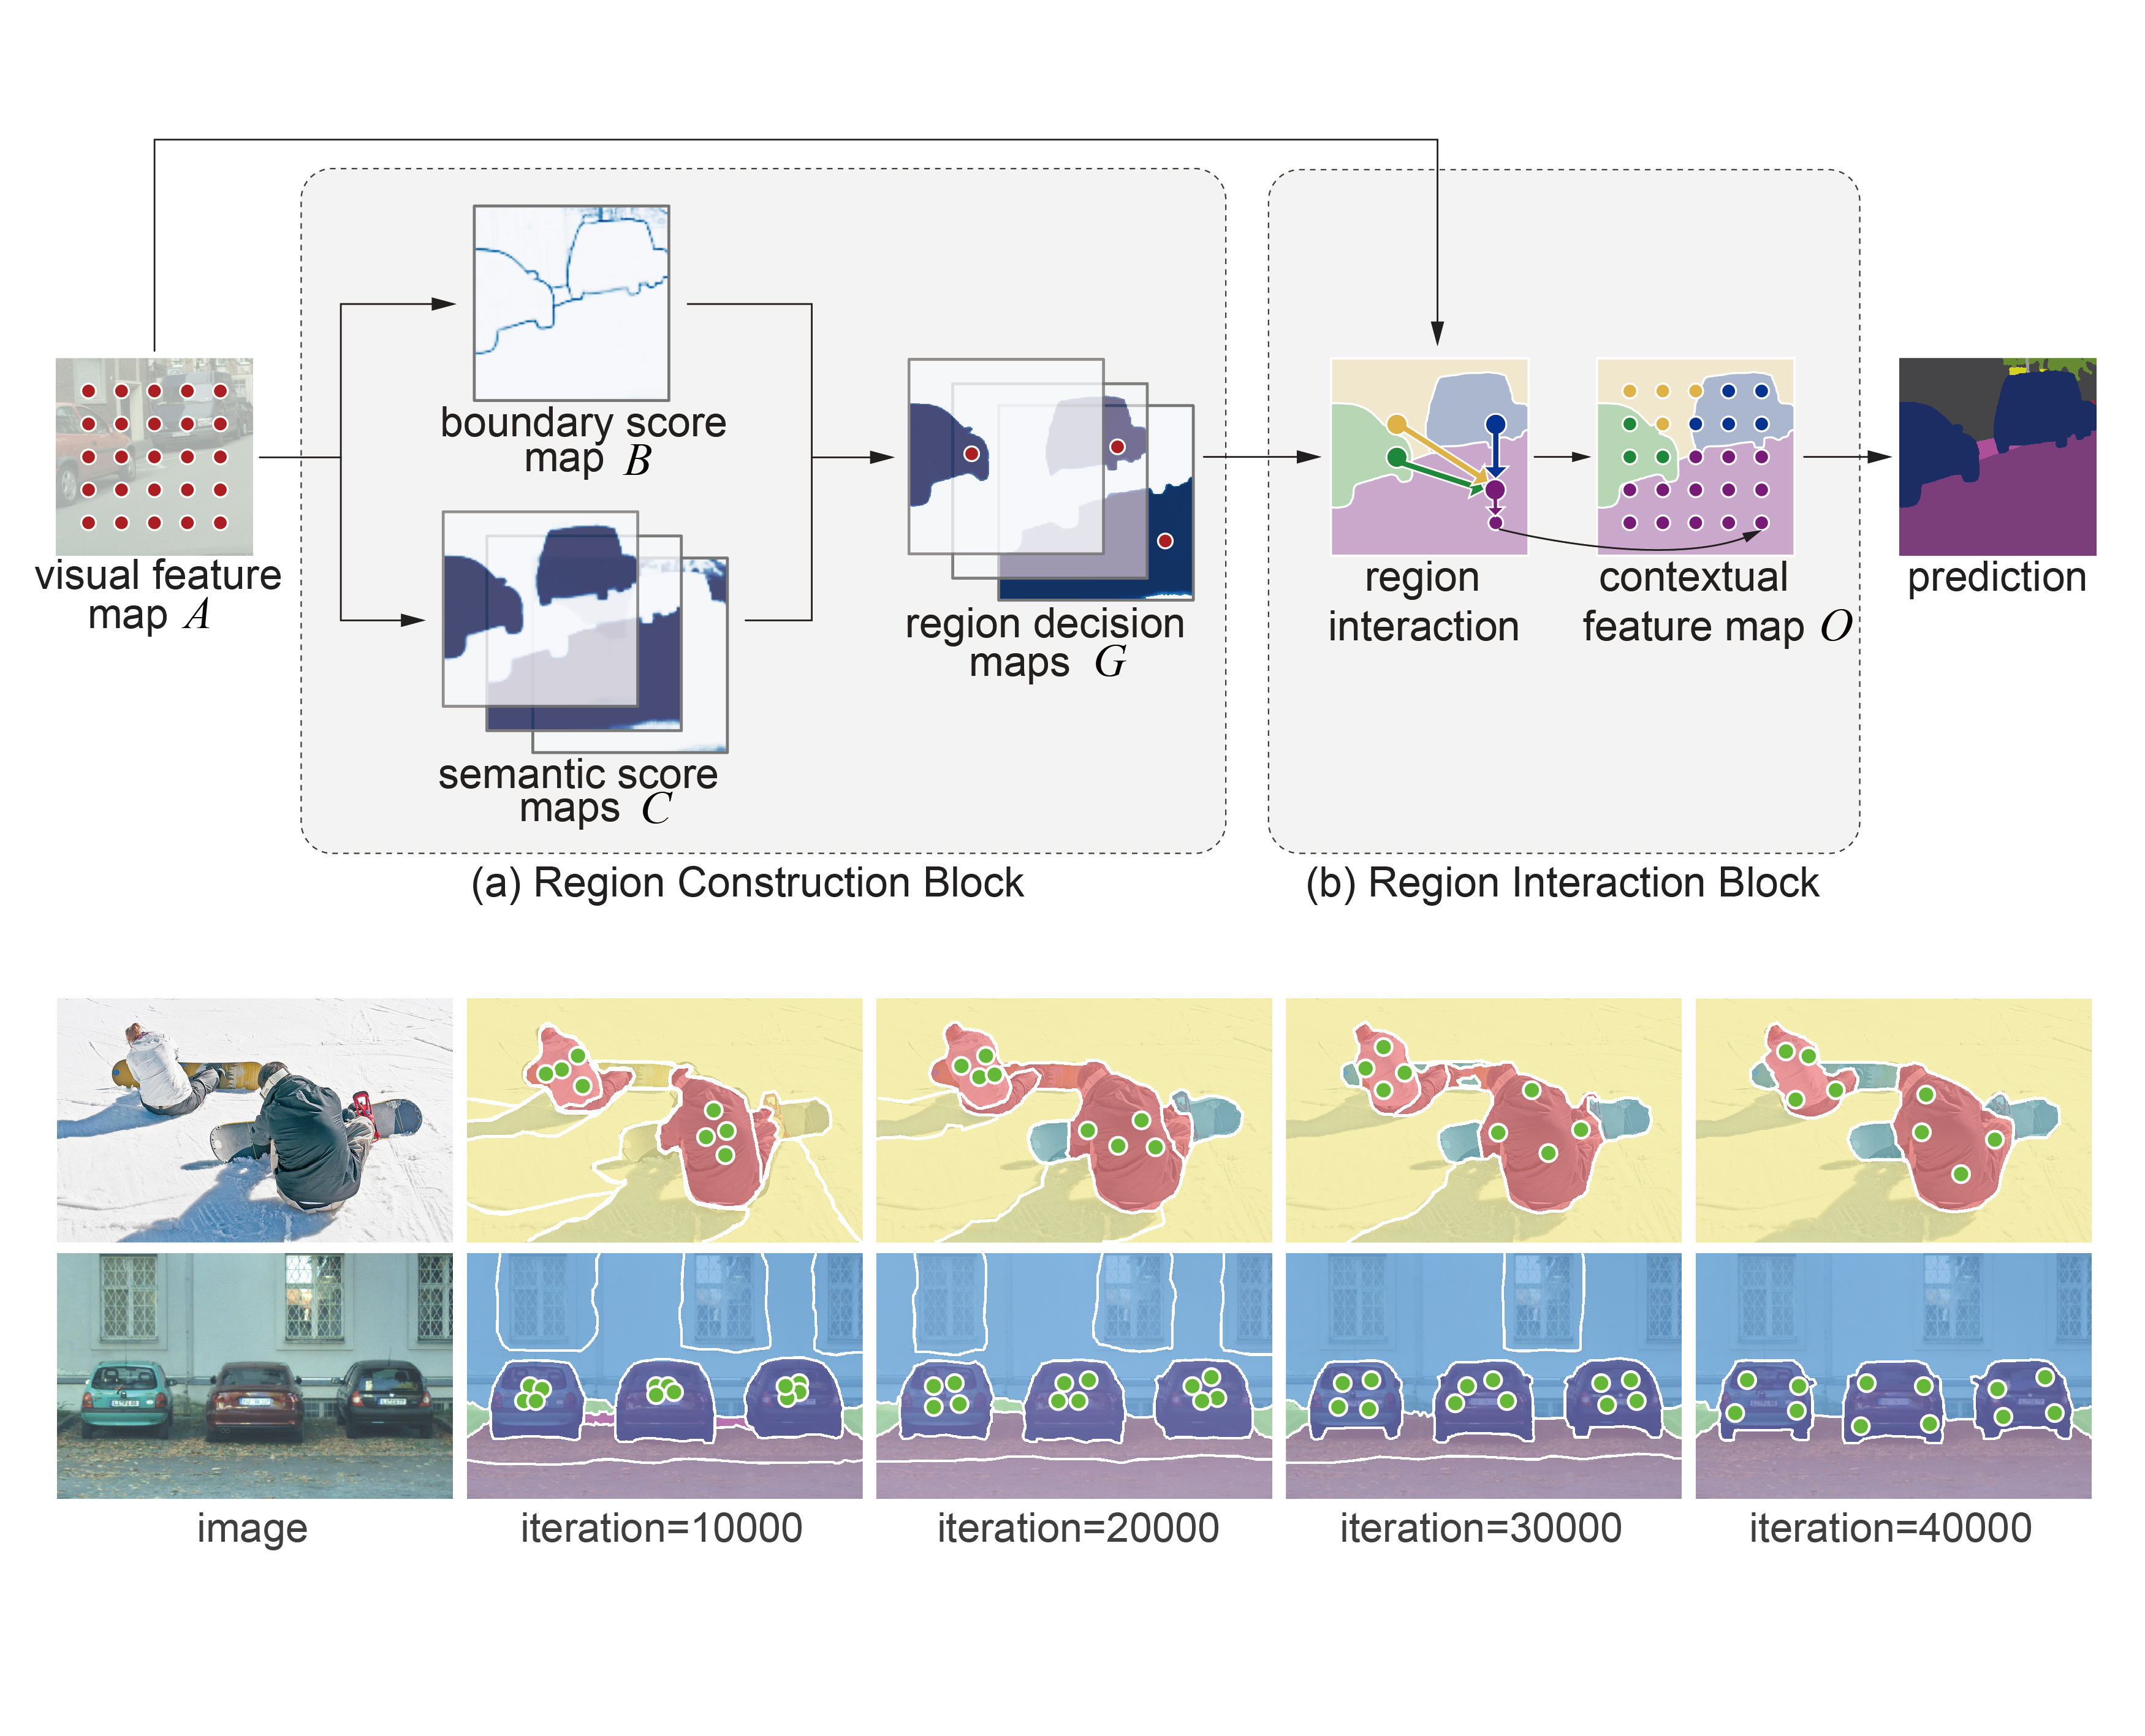 visual feature
map A
boundary score
map B
semantic score
maps C
region decision
maps G
region
interaction
contextual
feature map O
prediction
(a) Region Construction Block
(b) Region Interaction Block
image
iteration=10000
iteration=20000
iteration=30000
iteration=40000